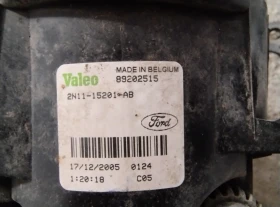 Valeo MADE IN BELGIUM
89202515
2N11-15201*AB
Ford
17/12/2005 0124
1:20:18 C05